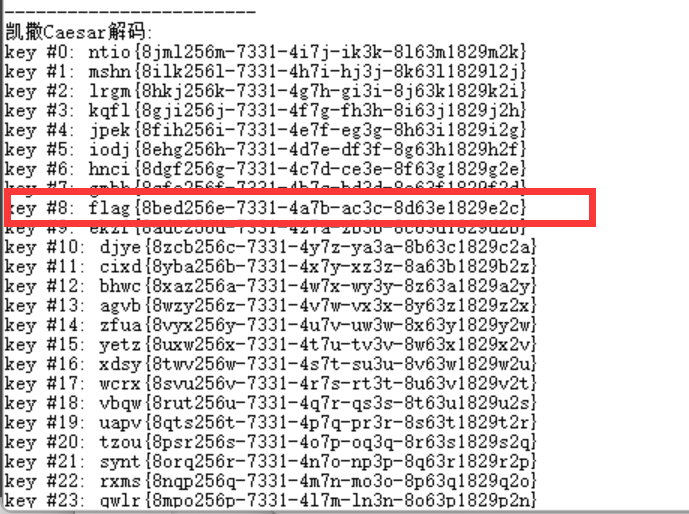 ------------------------
凯撒Caesar解码:
key #0: ntio{8jml256m-7331-4i7j-ik3k-8l63m1829m2k}
key #1: mshn{8ilk256l-7331-4h7i-hj3j-8k63l1829l2j}
key #2: lrgm{8hkj256k-7331-4g7h-gi3i-8j63k1829k2i}
key #3: kqfl{8gji256j-7331-4f7g-fh3h-8i63j1829j2h}
key #4: jpek{8fih256i-7331-4e7f-eg3g-8h63i1829i2g}
key #5: iodj{8ehg256h-7331-4d7e-df3f-8g63h1829h2f}
key #6: hnci{8dgf256g-7331-4c7d-ce3e-8f63g1829g2e}
key #8: flag{8bed256e-7331-4a7b-ac3c-8d63e1829e2c}
key #10: djye{8zcb256c-7331-4y7z-ya3a-8b63c1829c2a}
key #11: cixd{8yba256b-7331-4x7y-xz3z-8a63b1829b2z}
key #12: bhwc{8xaz256a-7331-4w7x-wy3y-8z63a1829a2y}
key #13: agvb{8wzy256z-7331-4v7w-vx3x-8y63z1829z2x}
key #14: zfua{8vyx256y-7331-4u7v-uw3w-8x63y1829y2w}
key #15: yetz{8uxw256x-7331-4t7u-tv3v-8w63x1829x2v}
key #16: xdsy{8twv256w-7331-4s7t-su3u-8v63w1829w2u}
key #17: wcrx{8svu256v-7331-4r7s-rt3t-8u63v1829v2t}
key #18: vbqw{8rut256u-7331-4q7r-qs3s-8t63u1829u2s}
key #19: uapv{8qts256t-7331-4p7q-pr3r-8s63t1829t2r}
key #20: tzou{8psr256s-7331-4o7p-oq3q-8r63s1829s2q}
key #21: synt{8orq256r-7331-4n7o-np3p-8q63r1829r2p}
key #22: rxms{8nqp256q-7331-4m7n-mo3o-8p63q1829q2o}
key #23: qwlr{8mpo256p-7331-4l7m-ln3n-8o63p1829p2n}